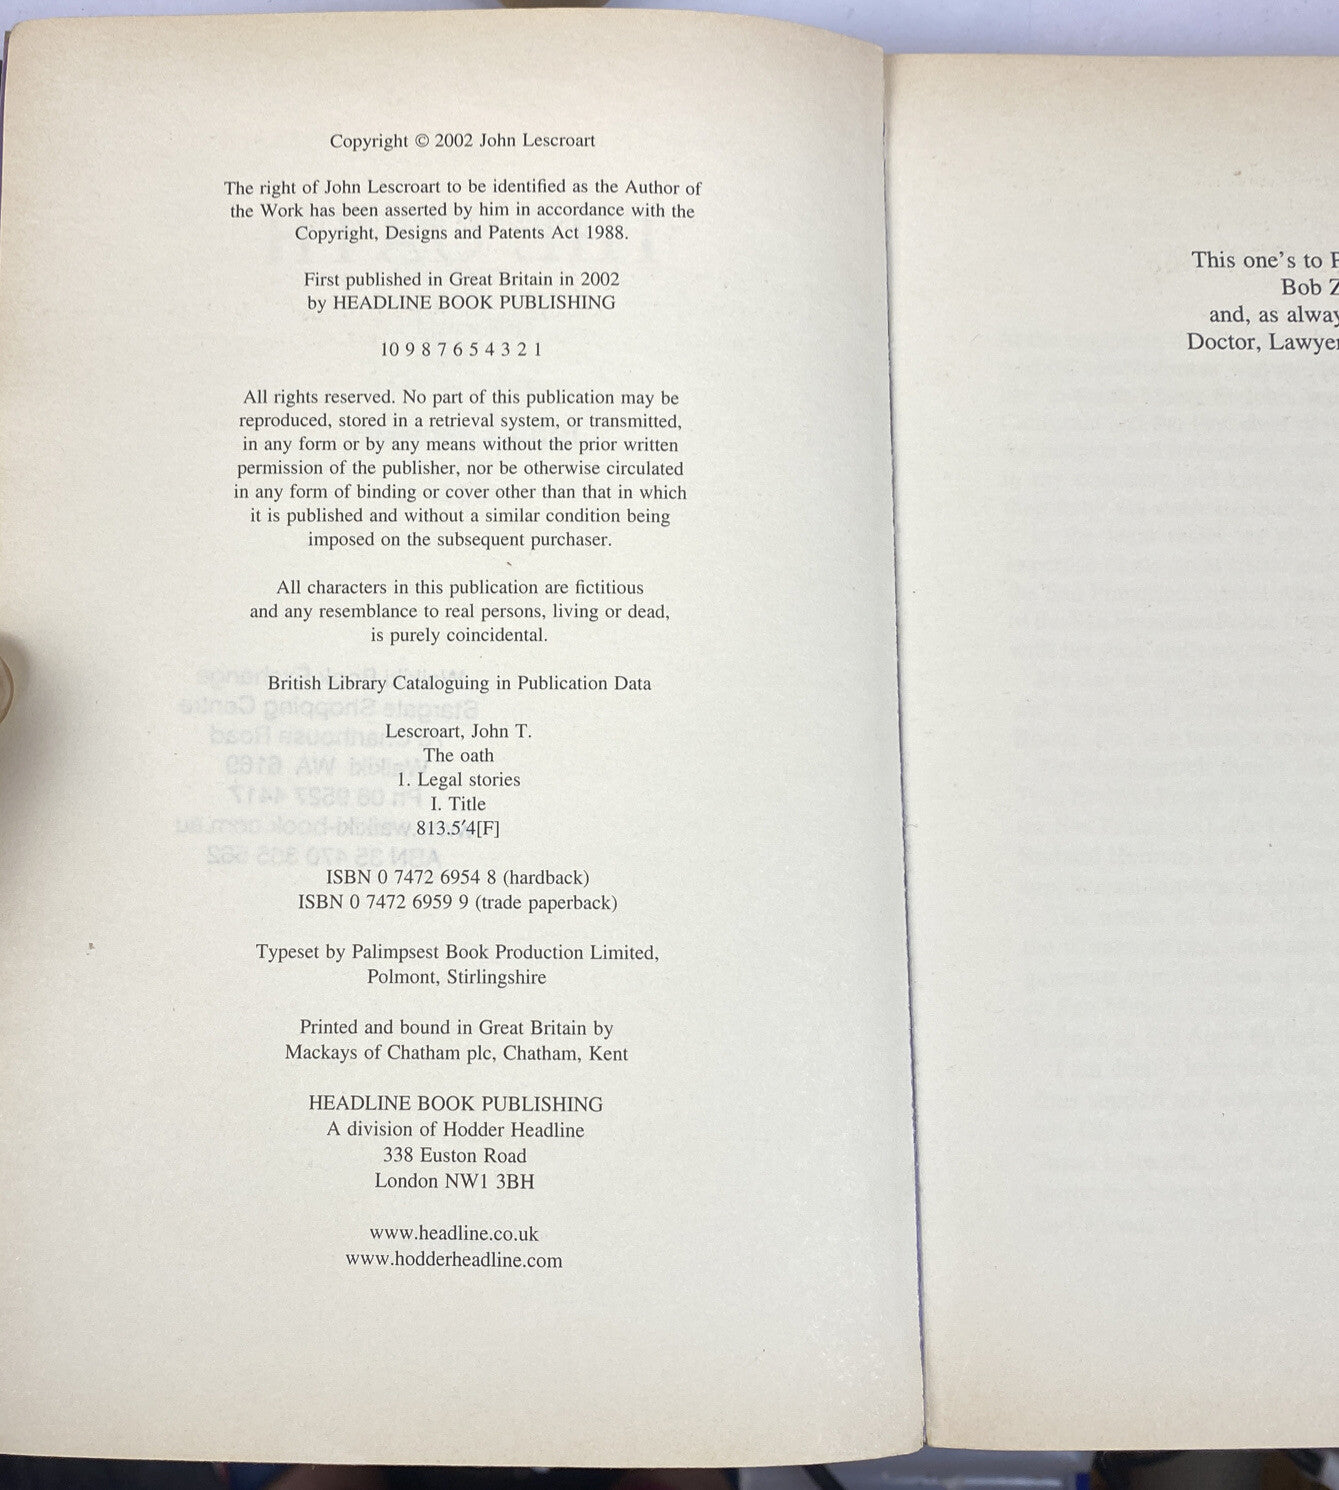 Copyright © 2002 John Lescroart
The right of John Lescroart to be identified as the Author of
the Work has been asserted by him in accordance with the
Copyright, Designs and Patents Act 1988.
First published in Great Britain in 2002
by HEADLINE BOOK PUBLISHING
10 9 8 7 6 5 4 3 2 1
All rights reserved. No part of this publication may be
reproduced, stored in a retrieval system, or transmitted,
in any form or by any means without the prior written
permission of the publisher, nor be otherwise circulated
in any form of binding or cover other than that in which
it is published and without a similar condition being
imposed on the subsequent purchaser.
All characters in this publication are fictitious
and any resemblance to real persons, living or dead,
is purely coincidental.
British Library Cataloguing in Publication Data
Lescroart, John T.
The oath
1. Legal stories
I. Title
813.5′4[F]
ISBN 0 7472 6954 8 (hardback)
ISBN 0 7472 6959 9 (trade paperback)
Typeset by Palimpsest Book Production Limited,
Polmont, Stirlingshire
Printed and bound in Great Britain by
Mackays of Chatham plc, Chatham, Kent
HEADLINE BOOK PUBLISHING
A division of Hodder Headline
338 Euston Road
London NW1 3BH
www.headline.co.uk
www.hodderheadline.com
This one's to
Bob
and, as alway
Doctor, Lawyer